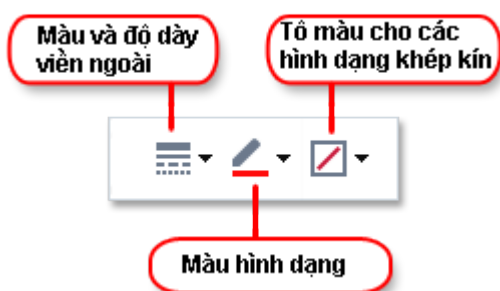 Màu và độ dày
viền ngoài
Tô màu cho các
hình dạng khép kín
Màu hình dạng